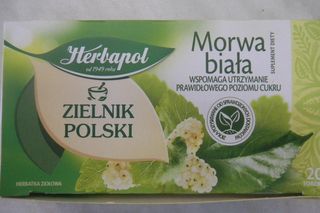 Herbapol
od 1949 roku
ZIELNIK
POLSKI
HERBATKA ZIOŁOWA
Morwa
biała
WSPOMAGA UTRZYMANIE
PRAWIDŁOWEGO POZIOMU CUKRU
SUPLEMENT DIETY
20